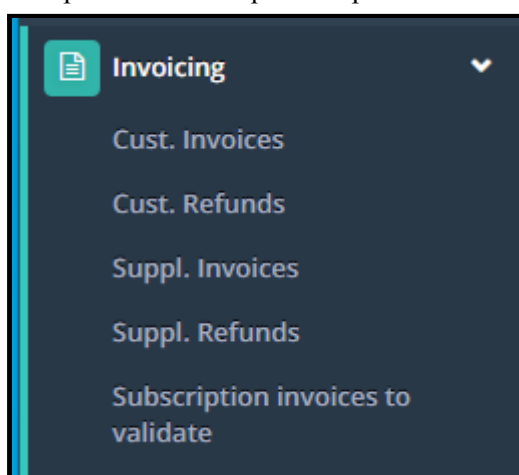 Invoicing
Cust. Invoices
Cust. Refunds
Suppl. Invoices
Suppl. Refunds
Subscription invoices to
validate